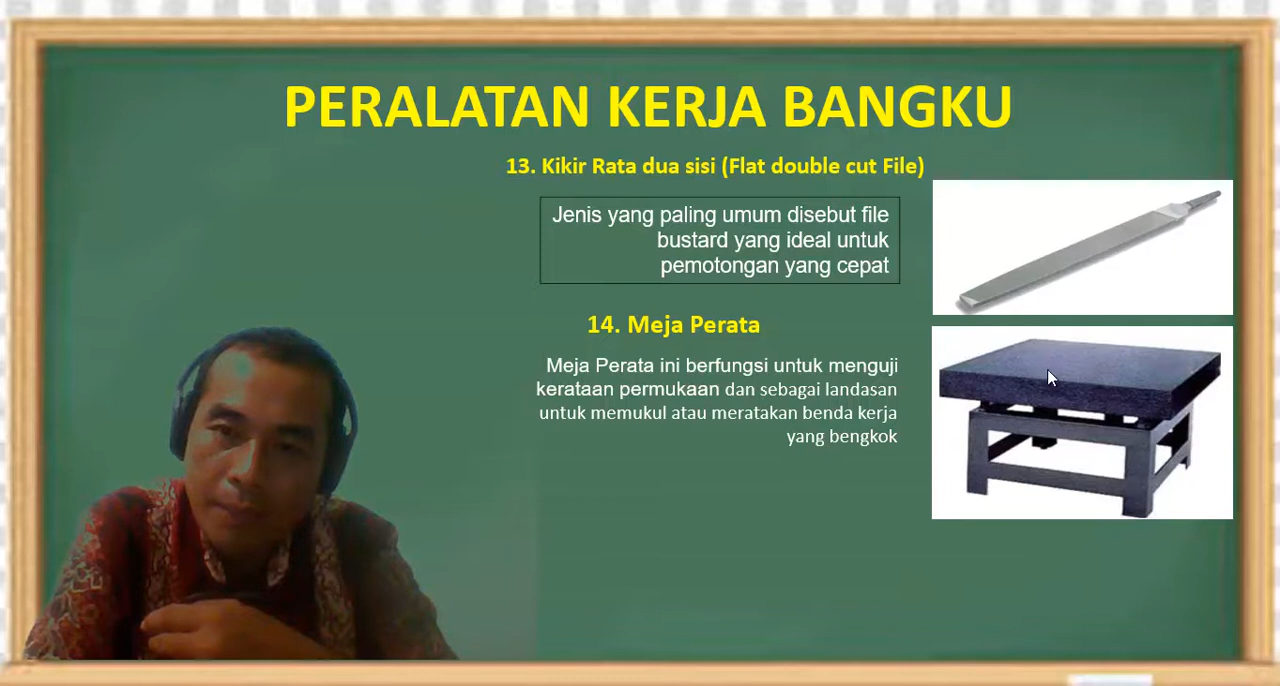 PERALATAN KERJA BANGKU
13. Kikir Rata dua sisi (Flat double cut File)
Jenis yang paling umum disebut file
bustard yang ideal untuk
pemotongan yang cepat
14. Meja Perata
Meja Perata ini berfungsi untuk menguji
kerataan permukaan dan sebagai landasan
untuk memukul atau meratakan benda kerja
yang bengkok